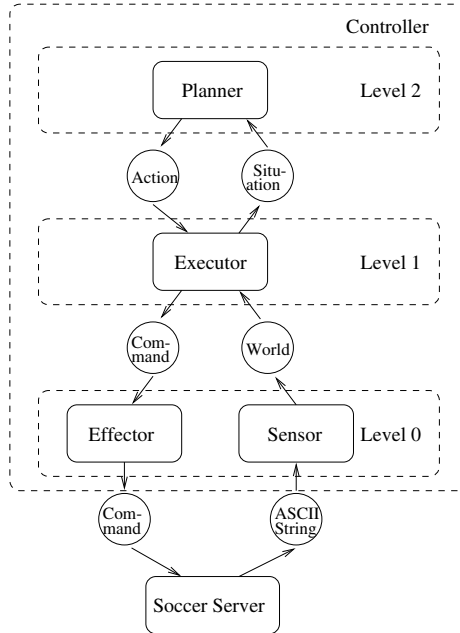 Controller
Planner
Level 2
Action
Situ-
ation
Executor
Level 1
Com-
mand
World
Effector
Sensor
Level 0
Com-
mand
ASCII
String
Soccer Server